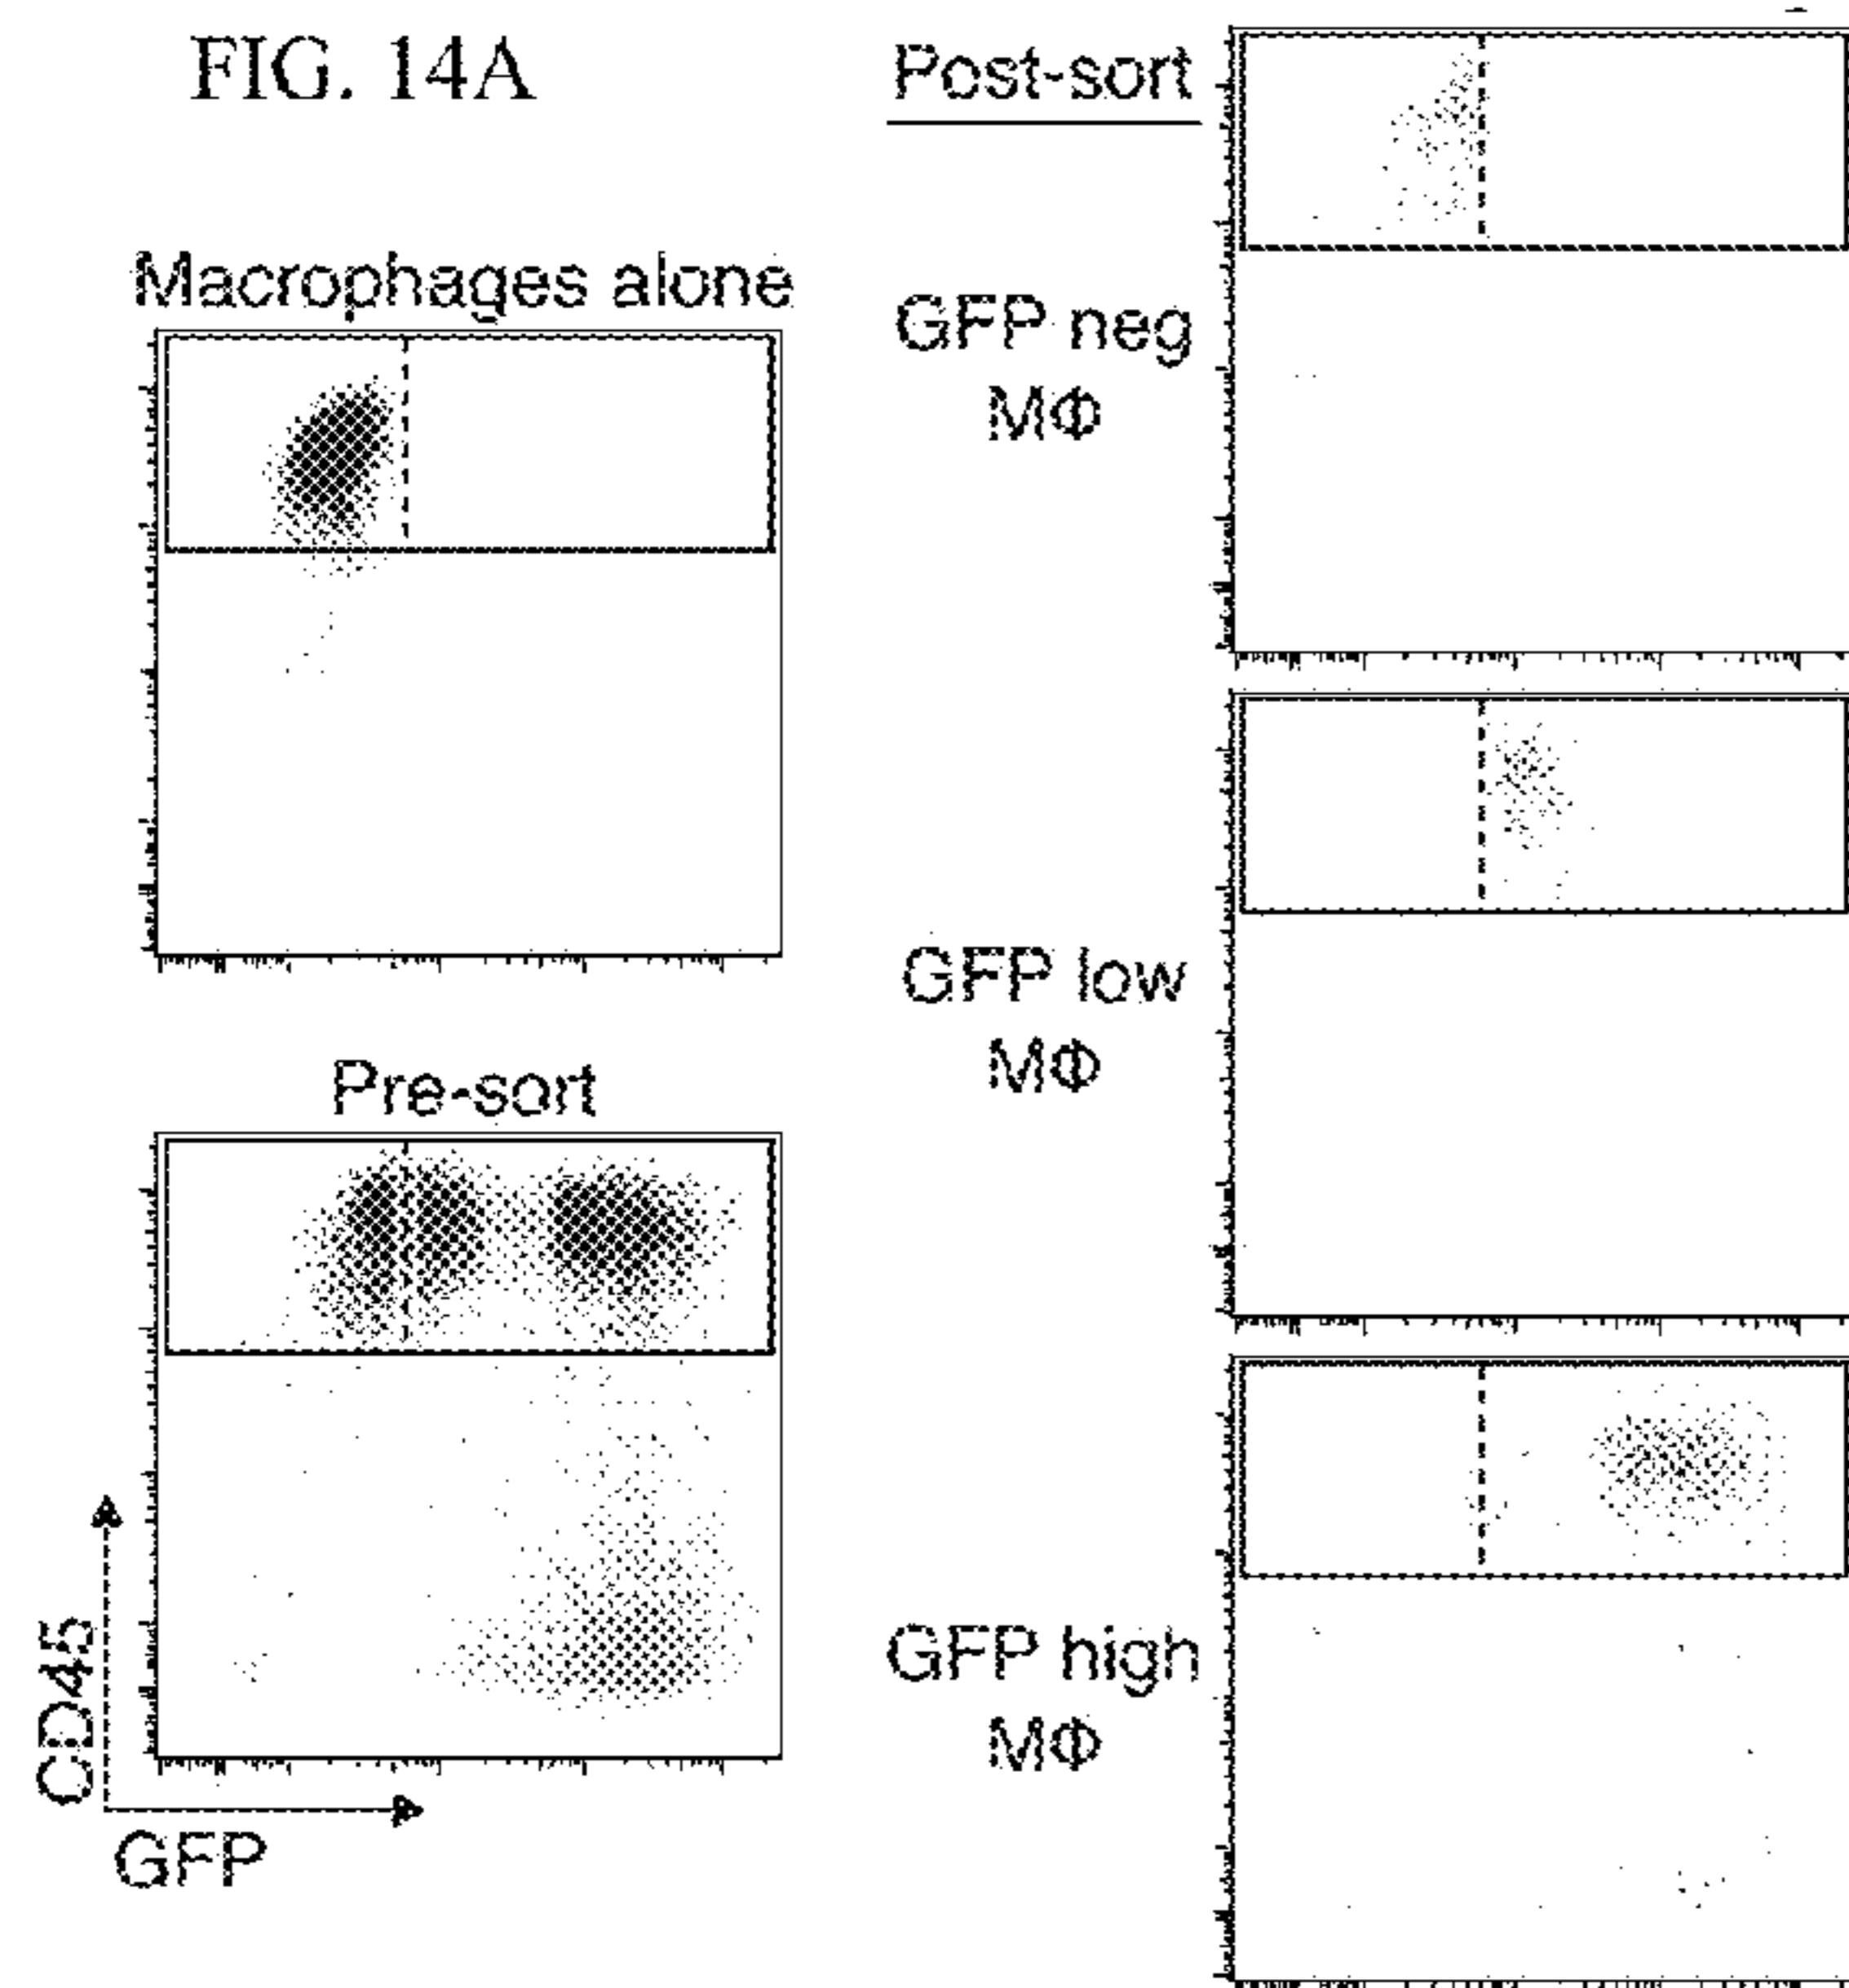 FIG. 14A
Macrophages alone
Pre-sort
CD45
GFP
Post-sort
GFP neg
MΦ
GFP low
MΦ
GFP high
MΦ